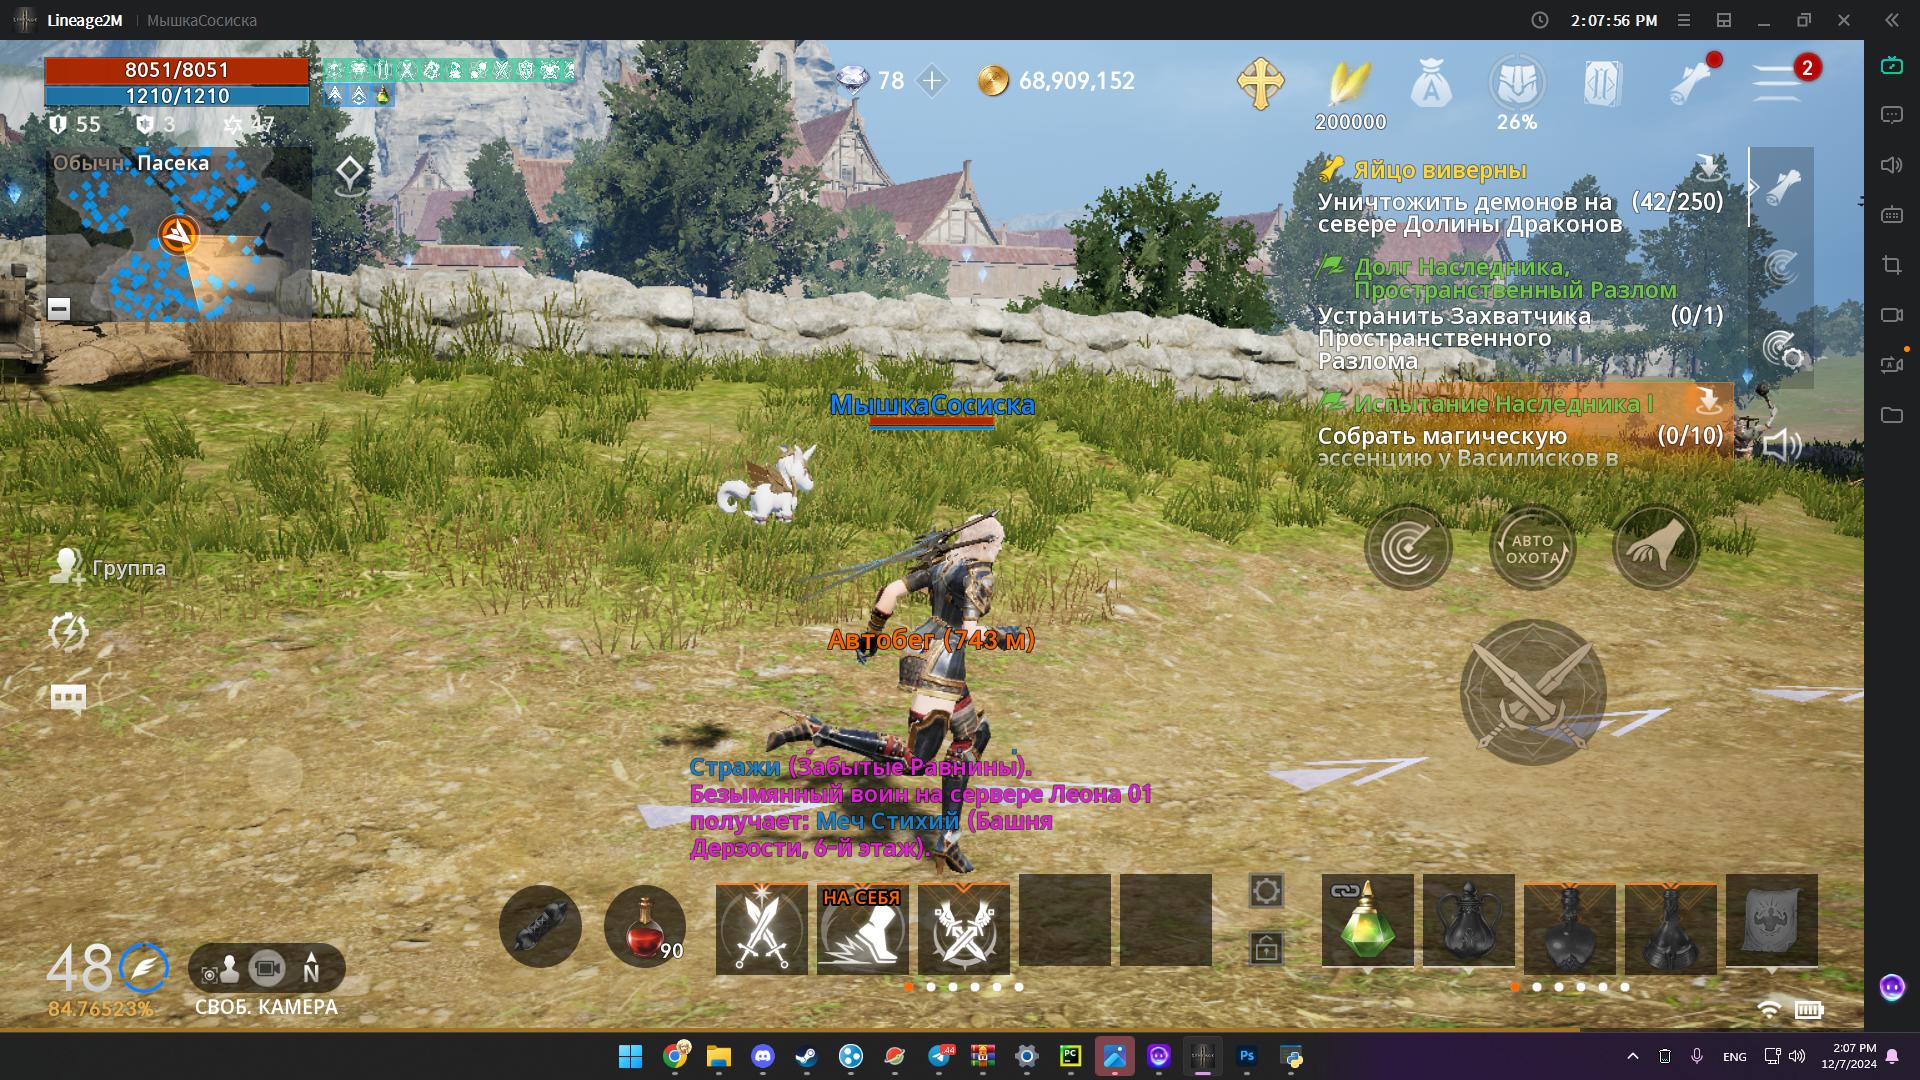 Lineage2M | МышкаСосиска
2:07:56 PM
8051/8051
1210/1210
55 3 47
Обычн. Пасека
78
68,909,152
200000
26%
2
Яйцо виверны
Уничтожить демонов на (42/250)
севере Долины Драконов
Долг Наследника,
Пространственный Разлом
Устранить Захватчика (0/1)
Пространственного
Разлома
Испытание Наследника I
Собрать магическую (0/10)
эссенцию у Василисков в
МышкаСосиска
Группа
АВТО
ОХОТА
Автобег (743 м)
Стражи (Забытые Равнины).
Безымянный воин на сервере Леона 01
получает: Меч Стихий (Башня
Дерзости, 6-й этаж).
НА СЕБЯ
90
48
84.76523%
N
СВОБ. КАМЕРА
A
44
PC
Ps
ENG
2:07 PM
12/7/2024